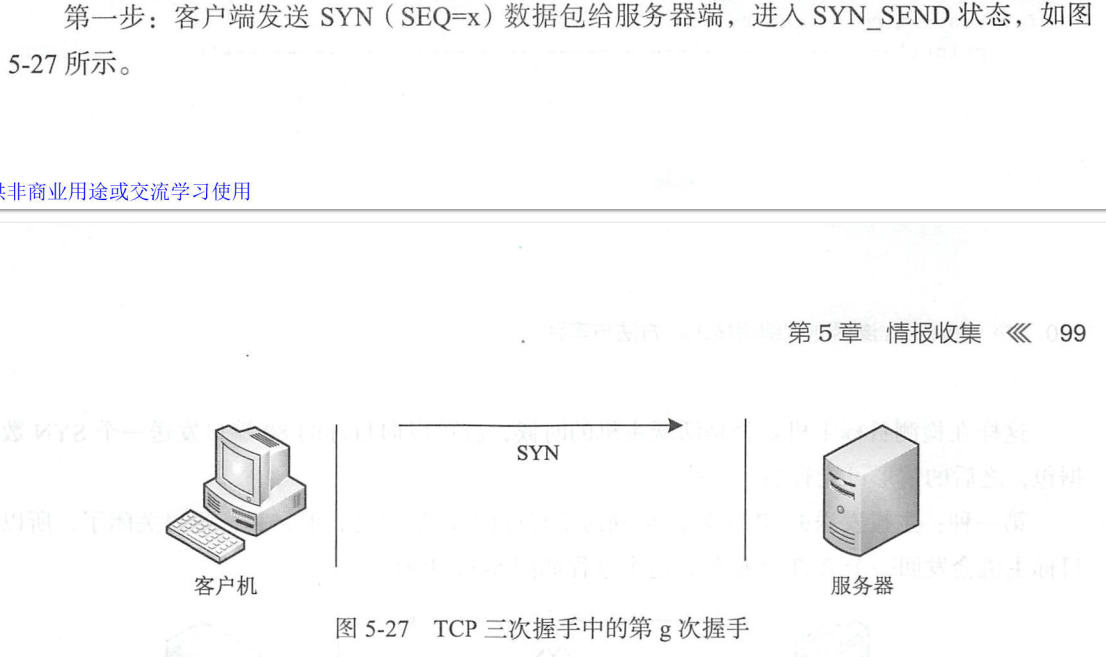 第一步：客户端发送 SYN（SEQ=x）数据包给服务器端，进入 SYN_SEND 状态，如图
5-27 所示。
非商业用途或交流学习使用
第 5 章 情报收集 ⟪ 99
SYN
客户机
服务器
图 5-27 TCP 三次握手中的第 g 次握手